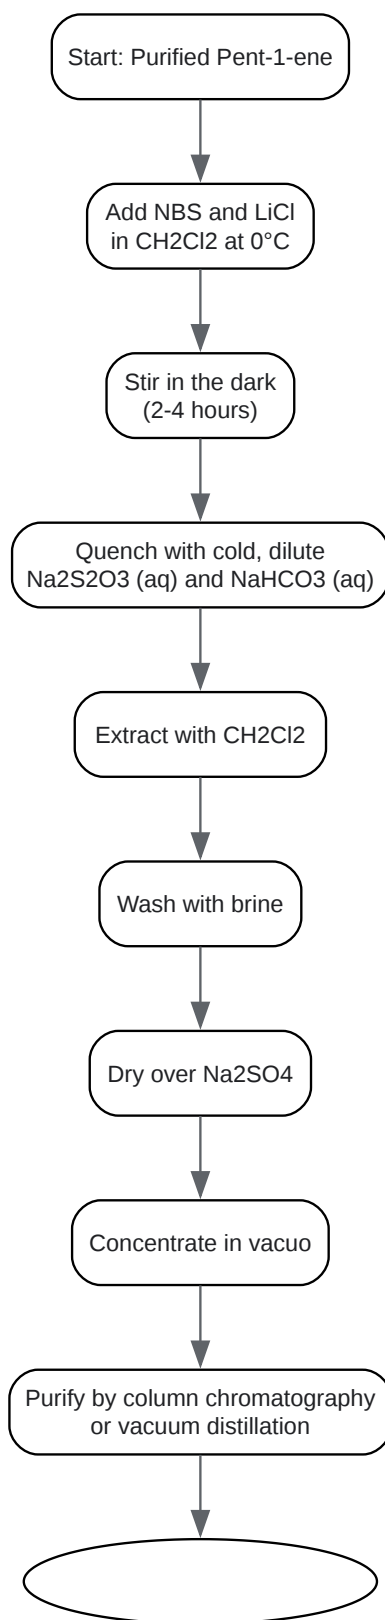 Start: Purified Pent-1-ene
Add NBS and LiCl
in CH2Cl2 at 0°C
Stir in the dark
(2-4 hours)
Quench with cold, dilute
Na2S2O3 (aq) and NaHCO3 (aq)
Extract with CH2Cl2
Wash with brine
Dry over Na2SO4
Concentrate in vacuo
Purify by column chromatography
or vacuum distillation